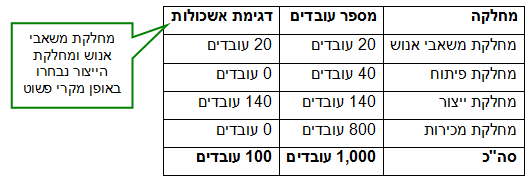 מחלקה מספר עובדים דגימת אשכולות
מחלקת משאבי אנוש 20 עובדים 20 עובדים
מחלקת פיתוח 40 עובדים 0 עובדים
מחלקת ייצור 140 עובדים 140 עובדים
מחלקת מכירות 800 עובדים 0 עובדים
סה"כ 1,000 עובדים 100 עובדים
מחלקת משאבי
אנוש ומחלקת
הייצור נבחרו
באופן מקרי פשוט